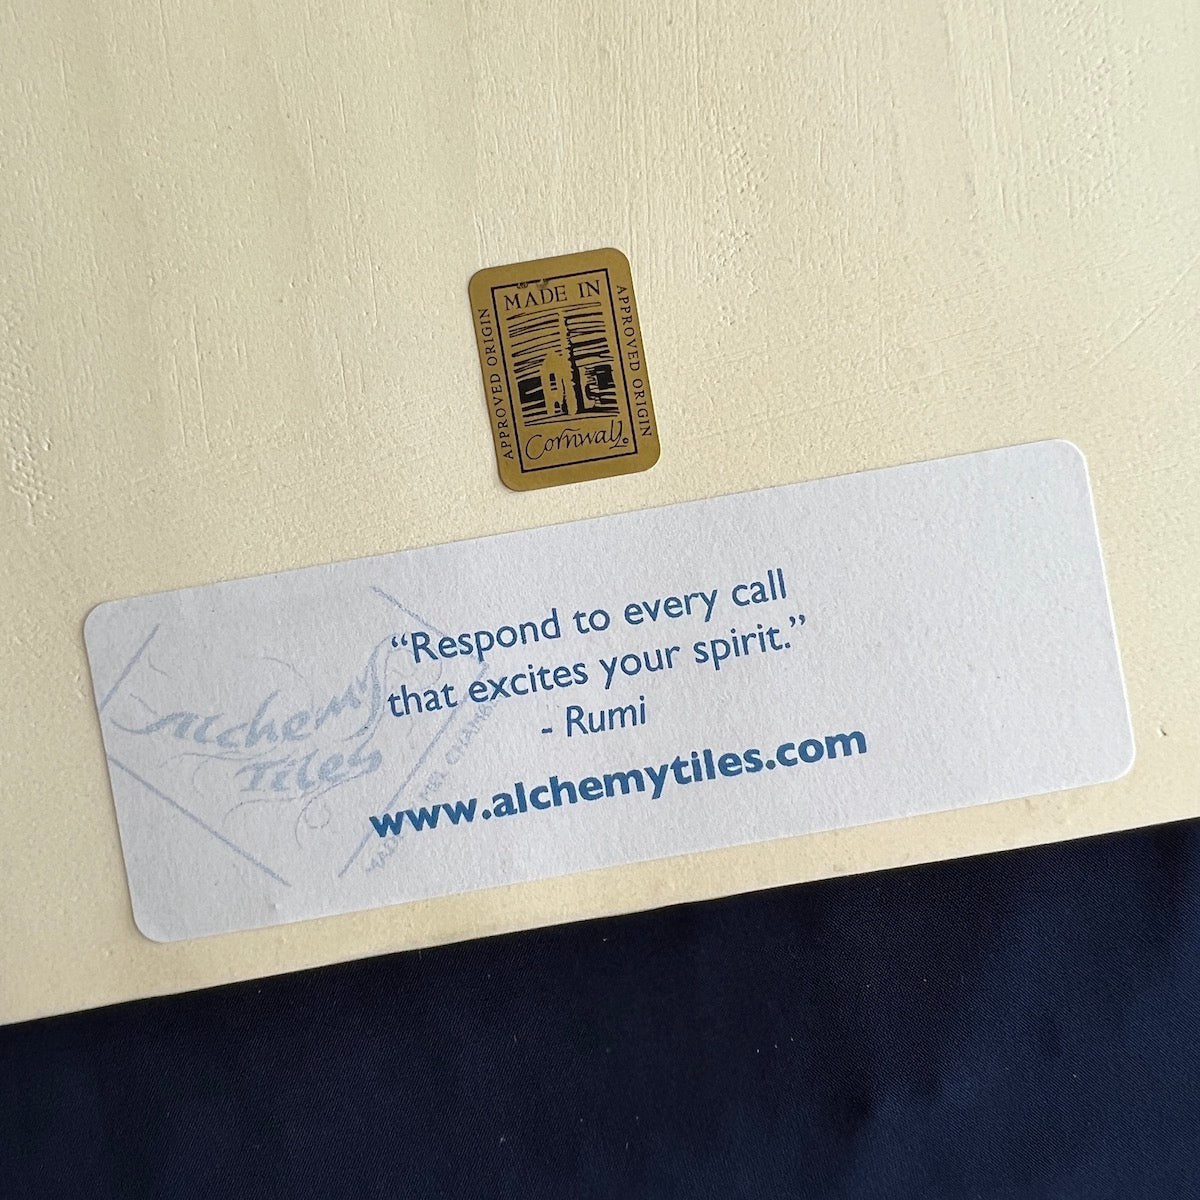 MADE IN
APPROVED ORIGIN
APPROVED ORIGIN
Cornwall
“Respond to every call
that excites your spirit.”
- Rumi
www.alchemytiles.com
Alchemy
Tiles